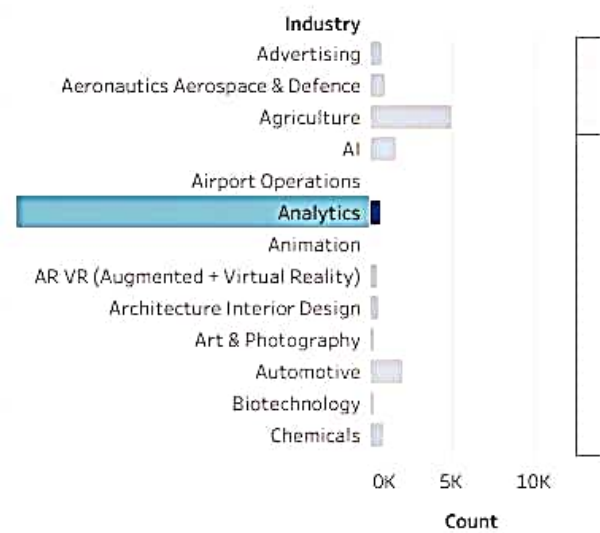 Industry
Advertising
Aeronautics Aerospace & Defence
Agriculture
AI
Airport Operations
Analytics
Animation
AR VR (Augmented + Virtual Reality)
Architecture Interior Design
Art & Photography
Automotive
Biotechnology
Chemicals
0K 5K 10K
Count